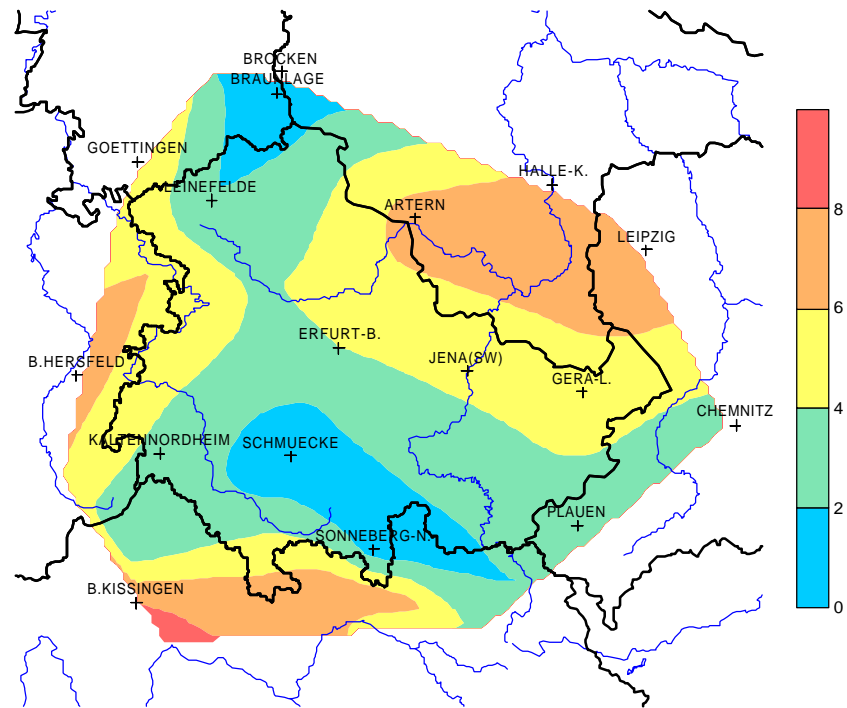 BROCKEN
BRAUNLAGE
GOETTINGEN
HALLE-K.
LEINEFELDE
ARTERN
8
LEIPZIG
6
ERFURT-B.
JENA(SW)
B.HERSFELD
GERA-L.
4
CHEMNITZ
KALTENNORDHEIM
SCHMUECKE
2
PLAUEN
SONNEBERG-N.
B.KISSINGEN
0